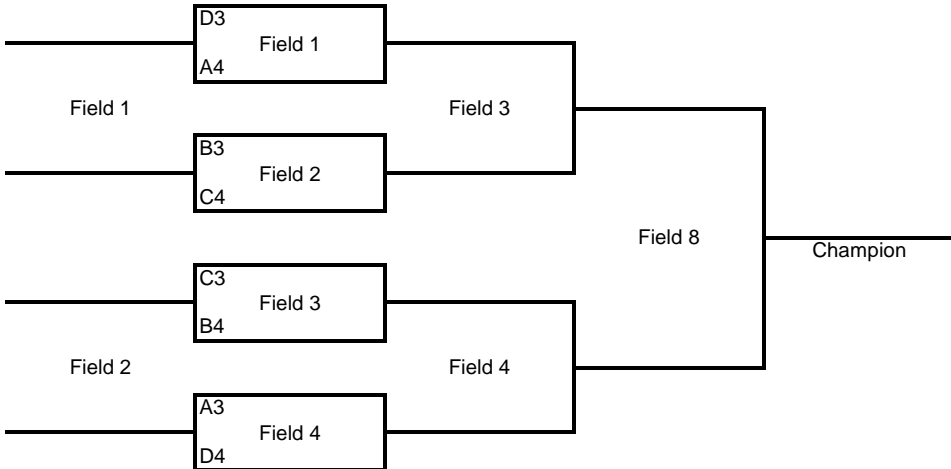 D3
Field 1
A4
Field 1
Field 3
B3
Field 2
C4
Field 8
Champion
C3
Field 3
B4
Field 2
Field 4
A3
Field 4
D4